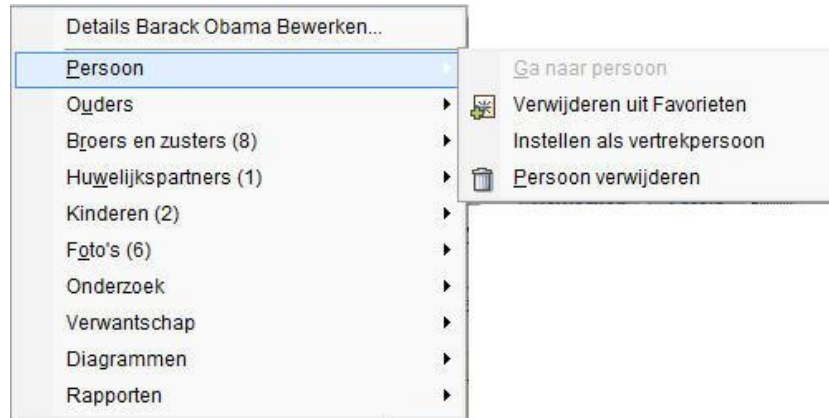 Details Barack Obama Bewerken...
Persoon
Ouders
Broers en zusters (8)
Huwelijkspartners (1)
Kinderen (2)
Foto's (6)
Onderzoek
Verwantschap
Diagrammen
Rapporten
Ga naar persoon
Verwijderen uit Favorieten
Instellen als vertrekpersoon
Persoon verwijderen